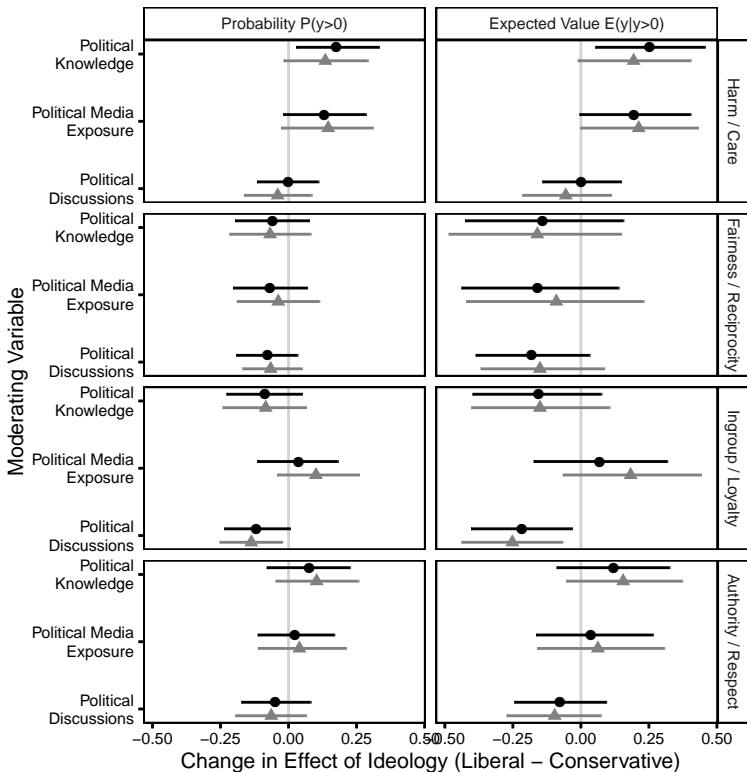 Probability P(y>0)
Expected Value E(y|y>0)
Moderating Variable
Political
Knowledge
Political Media
Exposure
Political
Discussions
Harm / Care
Political
Knowledge
Political Media
Exposure
Political
Discussions
Fairness / Reciprocity
Political
Knowledge
Political Media
Exposure
Political
Discussions
Ingroup / Loyalty
Political
Knowledge
Political Media
Exposure
Political
Discussions
Authority / Respect
−0.50 −0.25 0.00 0.25 0.50
−0.50 −0.25 0.00 0.25 0.50
Change in Effect of Ideology (Liberal − Conservative)